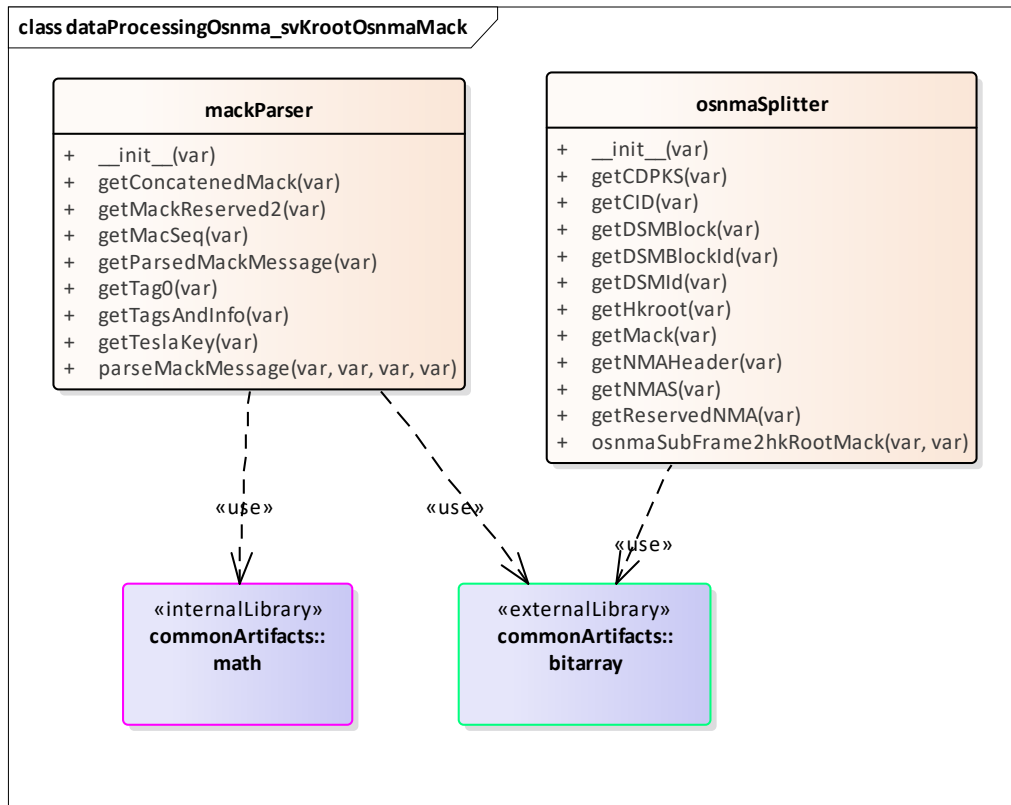 class dataProcessingOsnma_svKrootOsnmaMack
mackParser
+ __init__(var)
+ getConcatenedMack(var)
+ getMackReserved2(var)
+ getMacSeq(var)
+ getParsedMackMessage(var)
+ getTag0(var)
+ getTagsAndInfo(var)
+ getTeslaKey(var)
+ parseMackMessage(var, var, var, var)
osnmaSplitter
+ __init__(var)
+ getCDPKS(var)
+ getCID(var)
+ getDSMBlock(var)
+ getDSMBlockId(var)
+ getDSMId(var)
+ getHkroot(var)
+ getMack(var)
+ getNMAHeader(var)
+ getNMAS(var)
+ getReservedNMA(var)
+ osnmaSubFrame2hkRootMack(var, var)
«use»
«use»
«use»
«internalLibrary»
commonArtifacts::
math
«externalLibrary»
commonArtifacts::
bitarray